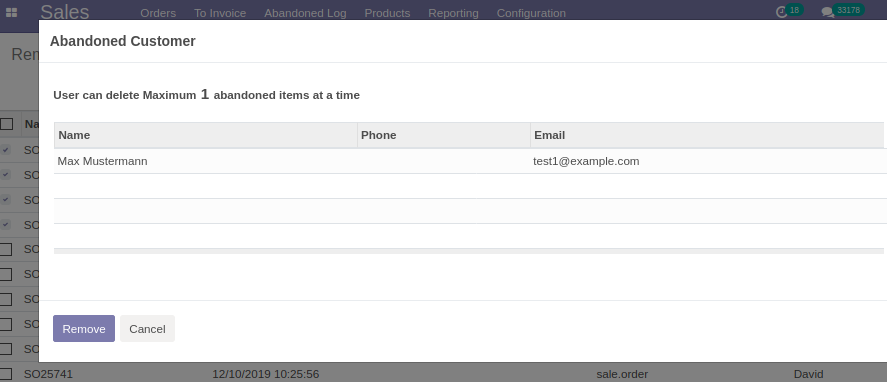 Sales Orders To Invoice Abandoned Log Products Reporting Configuration 18 33178
Abandoned Customer
Rem
User can delete Maximum 1 abandoned items at a time
Na
Name Phone Email
SO
Max Mustermann test1@example.com
SO
SO
SO
SO
SO
SO
Remove Cancel
SO
SO
SO25741 12/10/2019 10:25:56 sale.order David